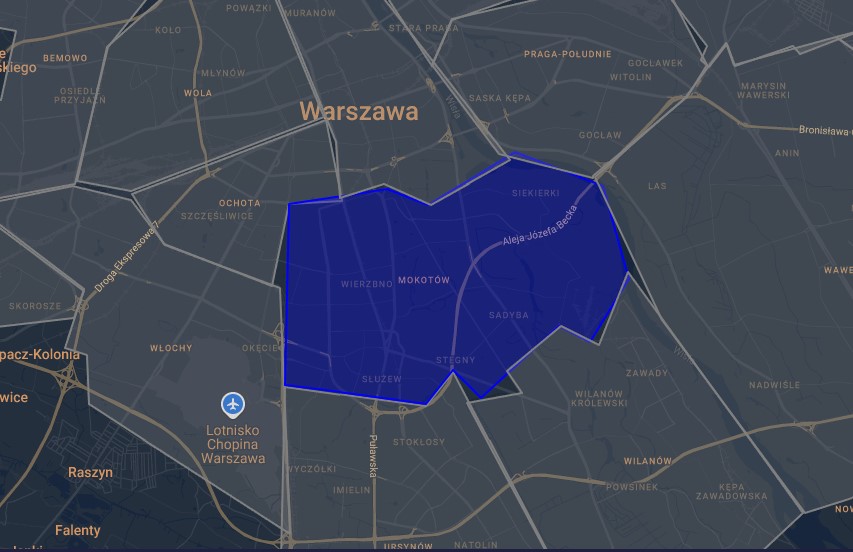 POWĄZKI
MURANÓW
KOŁO
STARA PRAGA
BEMOWO
PRAGA-POŁUDNIE
GOCŁAWEK
skiego
MŁYNÓW
WITOLIN
OSIEDLE
PRZYJAŹŃ
WOLA
MARYSIN
WAWERSKI
SASKA KĘPA
Warszawa
Wisła
GOCŁAW
Bronisława
ANIN
LAS
SIEKIERKI
OCHOTA
SZCZĘŚLIWICE
Aleja Józefa Becka
Droga Ekspresowa 7
WIERZBNO
MOKOTÓW
WAWE
SKOROSZE
SADYBA
WŁOCHY
OKĘCIE
pacz-Kolonia
STEGNY
SŁUŻEW
ZAWADY
NADWIŚLE
wice
WILANÓW
KRÓLEWSKI
Lotnisko
Chopina
Warszawa
STOKŁOSY
Puławska
Raszyn
WYCZÓŁKI
WILANÓW
IMIELIN
POWSINEK
KĘPA
ZAWADOWSKA
NOW
Falenty
URSYNÓW
NATOLIN